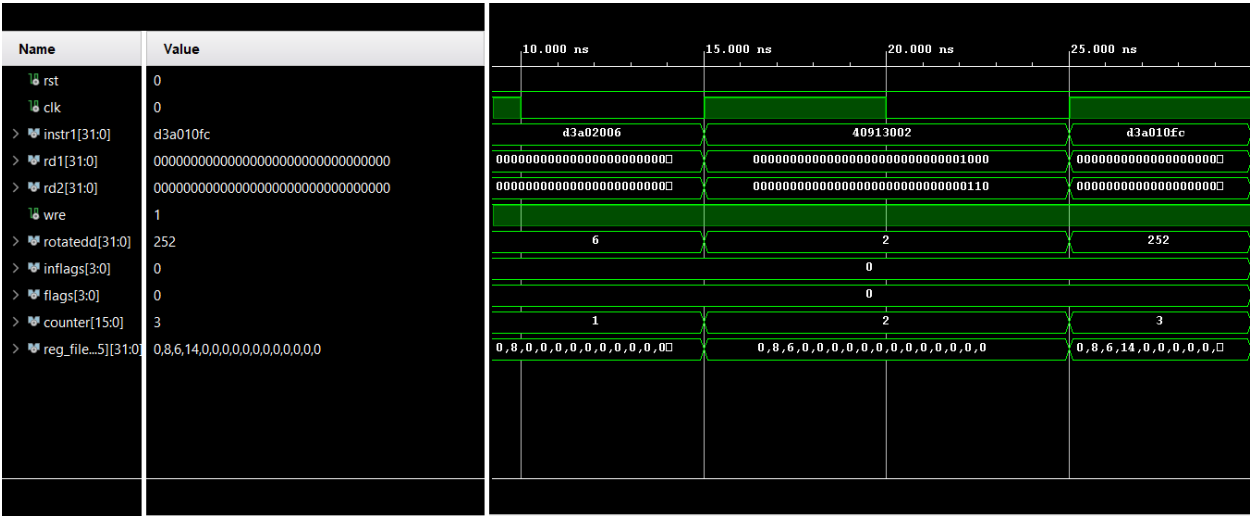 Name Value 10.000 ns 15.000 ns 20.000 ns 25.000 ns
rst 0
clk 0
instr1[31:0] d3a010fc d3a02006 40913002 d3a010fc
rd1[31:0] 00000000000000000000000000000000 00000000000000000000000□ 00000000000000000000000000001000 0000000000000000000□
rd2[31:0] 00000000000000000000000000000000 00000000000000000000000□ 00000000000000000000000000000110 0000000000000000000□
wre 1
rotatedd[31:0] 252 6 2 252
inflags[3:0] 0 0
flags[3:0] 0 0
counter[15:0] 3 1 2 3
reg_file...5][31:0] 0,8,6,14,0,0,0,0,0,0,0,0,0,0,0,0 0,8,0,0,0,0,0,0,0,0,0,0□ 0,8,6,0,0,0,0,0,0,0,0,0,0,0,0,0 0,8,6,14,0,0,0,0,0,□